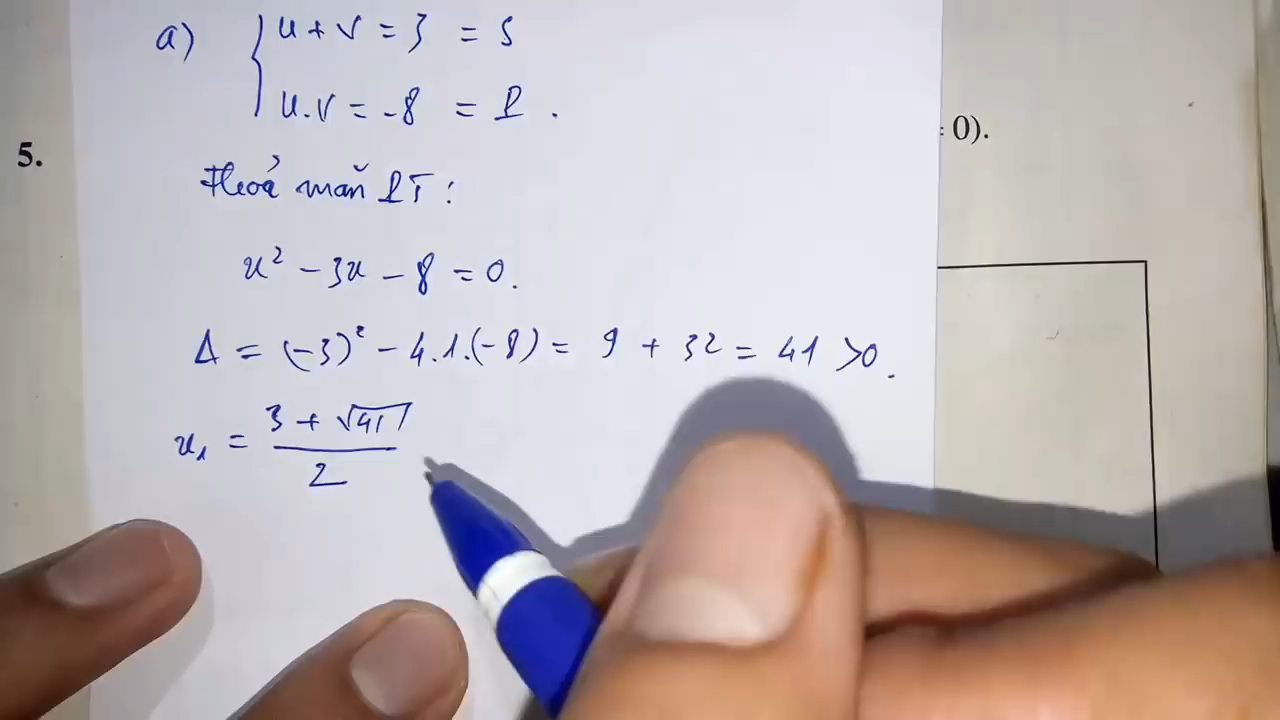 a) { u + v = 3 = S
u.v = -8 = P.
5.
= 0).
Thoả mãn PT:
x² - 3x - 8 = 0.
Δ = (-3)² - 4.1.(-8) = 9 + 32 = 41 > 0.
x₁ = (3 + √41) / 2